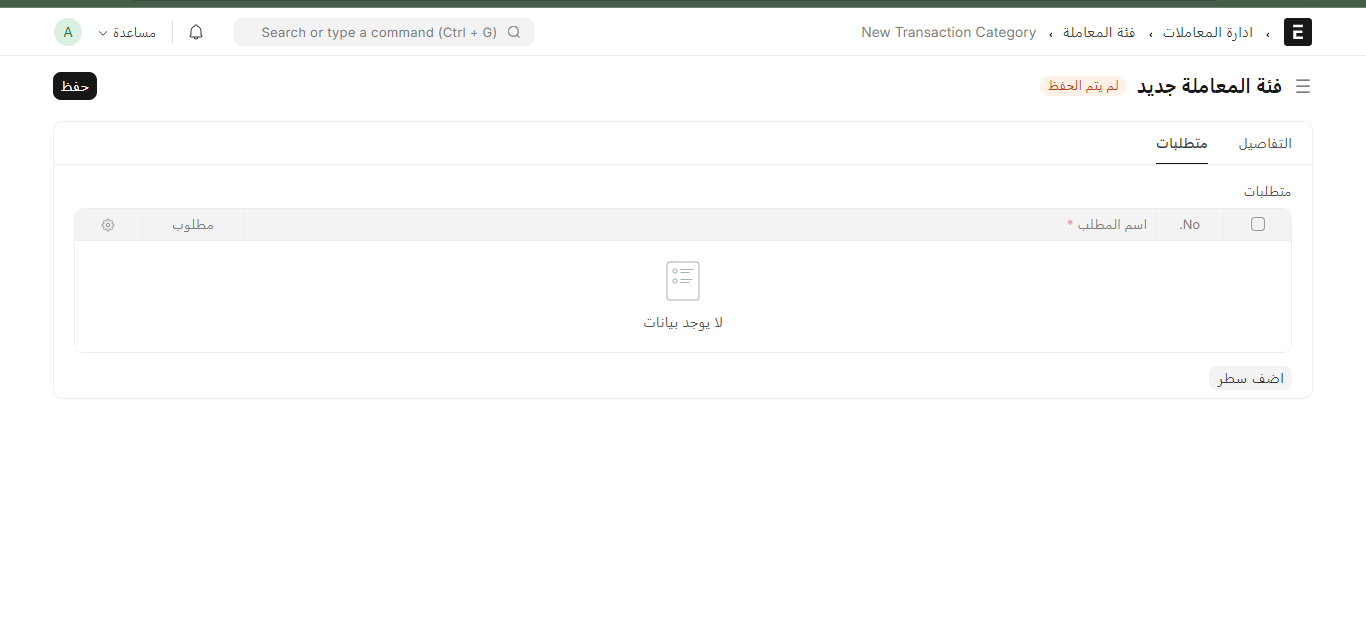 E ‹ ادارة المعاملات ‹ فئة المعاملة ‹ New Transaction Category
Search or type a command (Ctrl + G)
مساعدة
A
فئة المعاملة جديد
لم يتم الحفظ
حفظ
التفاصيل
متطلبات
متطلبات
No.
اسم المطلب *
مطلوب
لا يوجد بيانات
اضف سطر